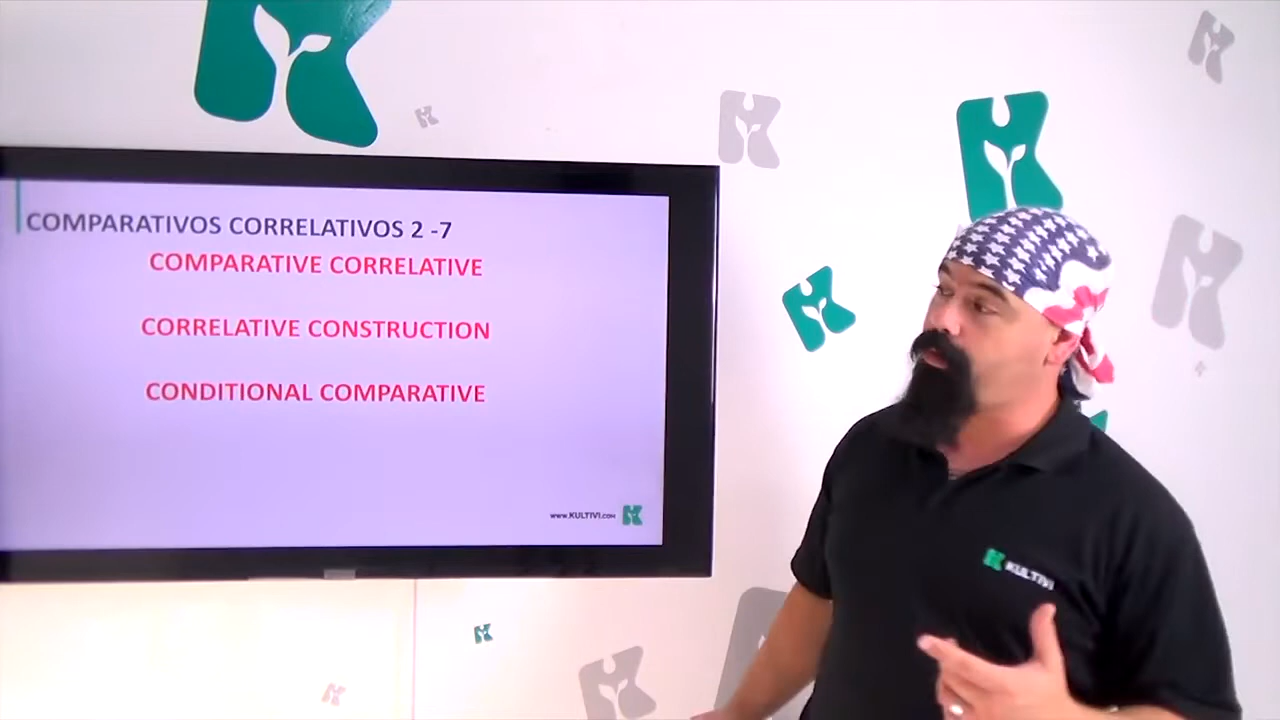 COMPARATIVOS CORRELATIVOS 2 -7
COMPARATIVE CORRELATIVE
CORRELATIVE CONSTRUCTION
CONDITIONAL COMPARATIVE
www.KULTIVI.COM
KULTIVI